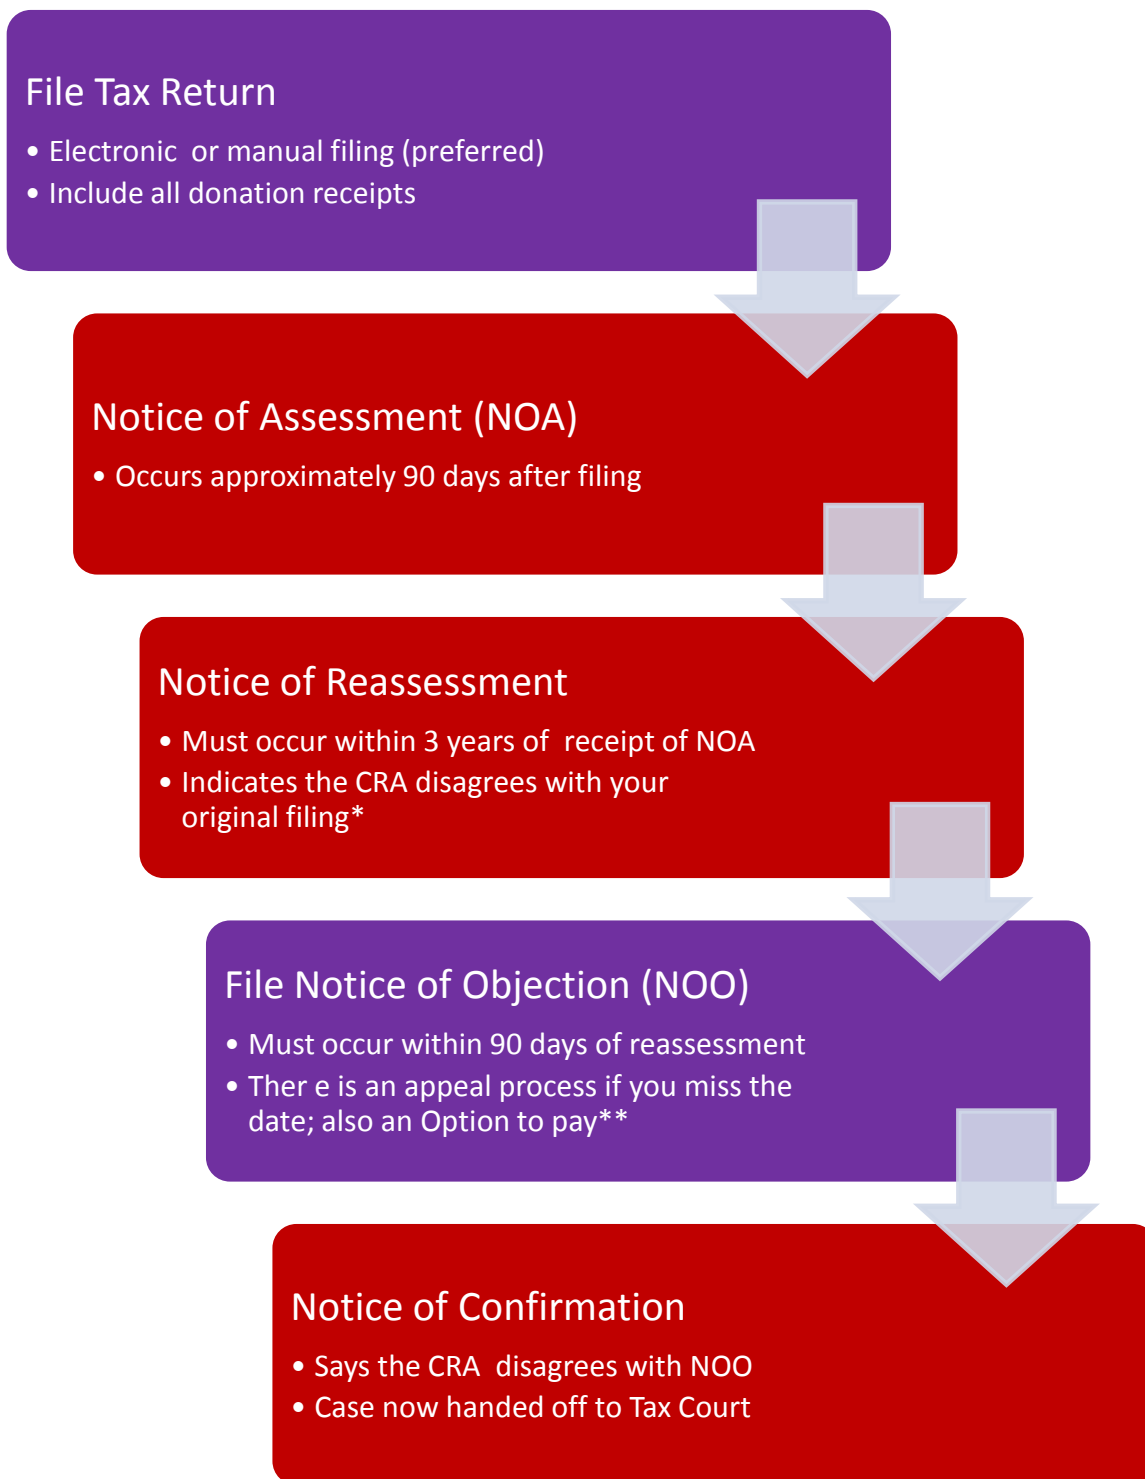 File Tax Return
• Electronic or manual filing (preferred)
• Include all donation receipts
Notice of Assessment (NOA)
• Occurs approximately 90 days after filing
Notice of Reassessment
• Must occur within 3 years of receipt of NOA
• Indicates the CRA disagrees with your
original filing*
File Notice of Objection (NOO)
• Must occur within 90 days of reassessment
• Ther e is an appeal process if you miss the
date; also an Option to pay**
Notice of Confirmation
• Says the CRA disagrees with NOO
• Case now handed off to Tax Court